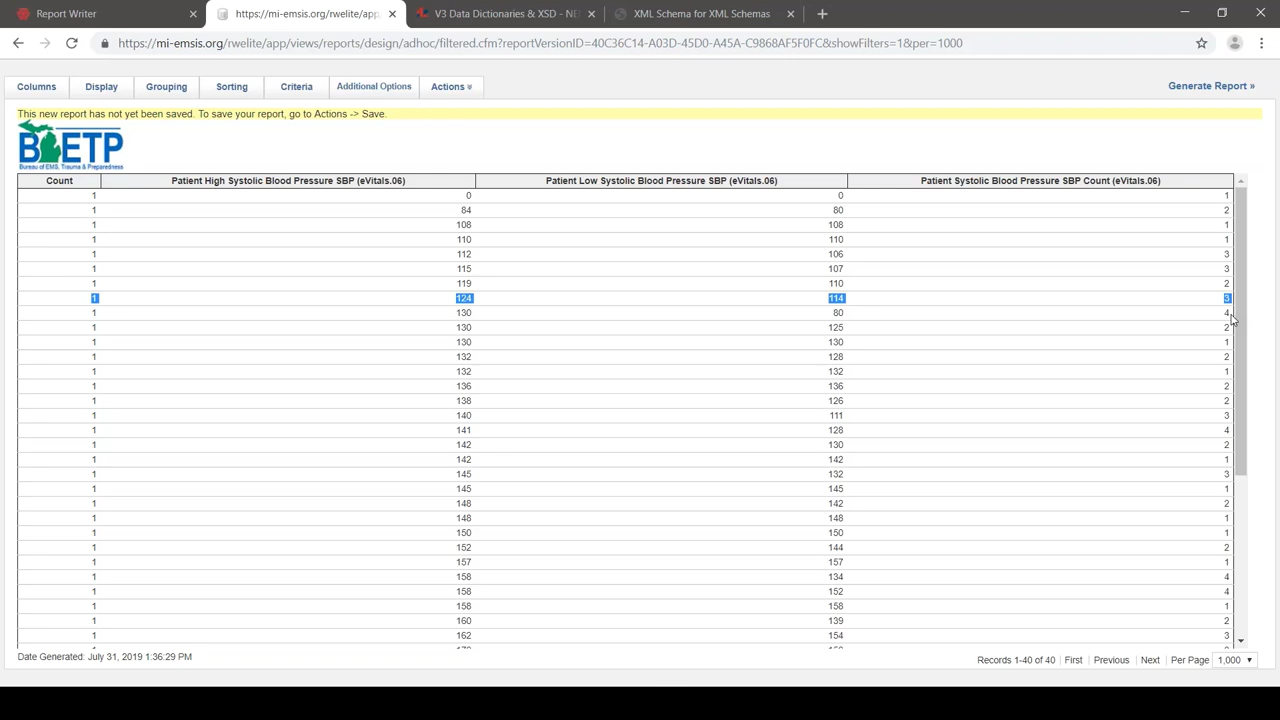 Report Writer
https://mi-emsis.org/rwelite/app
V3 Data Dictionaries & XSD - NE
XML Schema for XML Schemas
https://mi-emsis.org/rwelite/app/views/reports/design/adhoc/filtered.cfm?reportVersionID=40C36C14-A03D-45D0-A45A-C9868AF5F0FC&showFilters=1&per=1000
Columns Display Grouping Sorting Criteria Additional Options Actions Generate Report »
This new report has not yet been saved. To save your report, go to Actions -> Save.
BETP
Bureau of EMS, Trauma & Preparedness
Count Patient High Systolic Blood Pressure SBP (eVitals.06) Patient Low Systolic Blood Pressure SBP (eVitals.06) Patient Systolic Blood Pressure SBP Count (eVitals.06)
1 0 0 1
1 84 80 2
1 108 108 1
1 110 110 1
1 112 106 3
1 115 107 3
1 119 110 2
1 124 114 3
1 130 80 4
1 130 125 2
1 130 130 1
1 132 128 2
1 132 132 1
1 136 136 2
1 138 126 2
1 140 111 3
1 141 128 4
1 142 130 2
1 142 142 1
1 145 132 3
1 145 145 1
1 148 142 2
1 148 148 1
1 150 150 1
1 152 144 2
1 157 157 1
1 158 134 4
1 158 152 4
1 158 158 1
1 160 139 2
1 162 154 3
Date Generated: July 31, 2019 1:36:29 PM
Records 1-40 of 40 | First | Previous | Next | Per Page 1,000